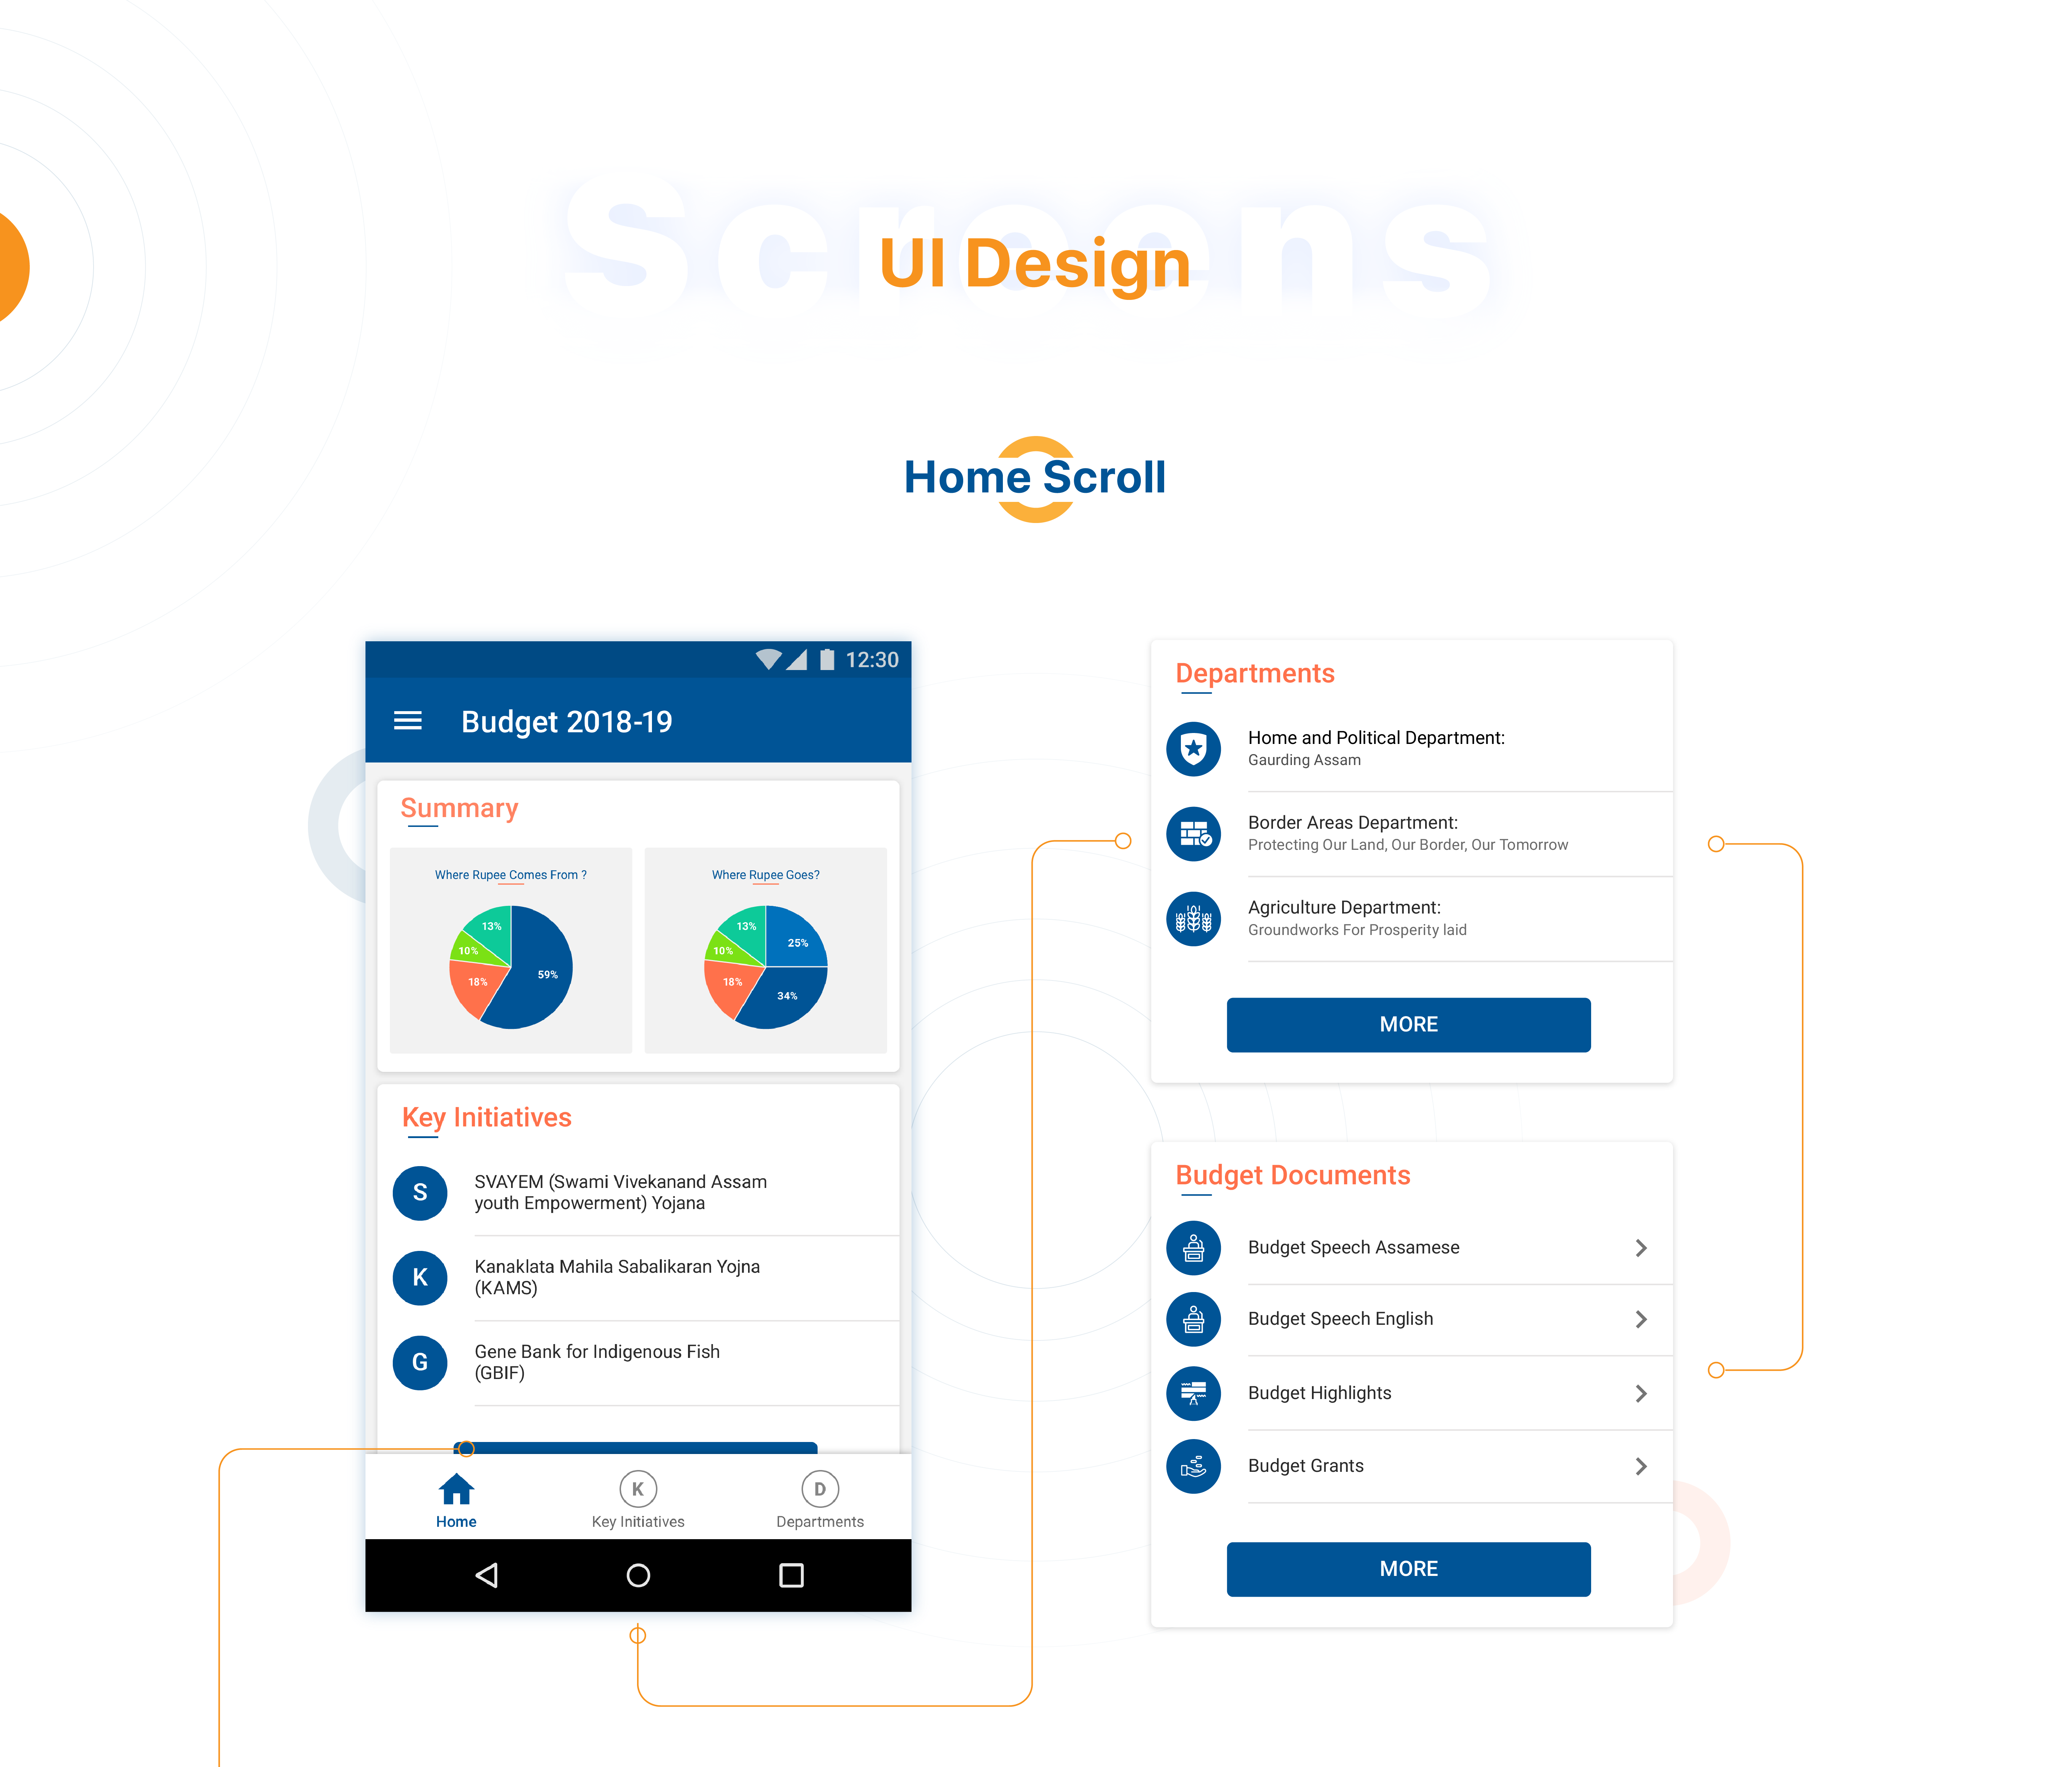 Screens
UI Design
Home Scroll
12:30
Budget 2018-19
Summary
Where Rupee Comes From ?
13%
10%
18%
59%
Where Rupee Goes?
13%
10%
25%
18%
34%
Key Initiatives
S
SVAYEM (Swami Vivekanand Assam
youth Empowerment) Yojana
K
Kanaklata Mahila Sabalikaran Yojna
(KAMS)
G
Gene Bank for Indigenous Fish
(GBIF)
Home
K
Key Initiatives
D
Departments
Departments
Home and Political Department:
Gaurding Assam
Border Areas Department:
Protecting Our Land, Our Border, Our Tomorrow
Agriculture Department:
Groundworks For Prosperity laid
MORE
Budget Documents
Budget Speech Assamese
Budget Speech English
Budget Highlights
Budget Grants
MORE